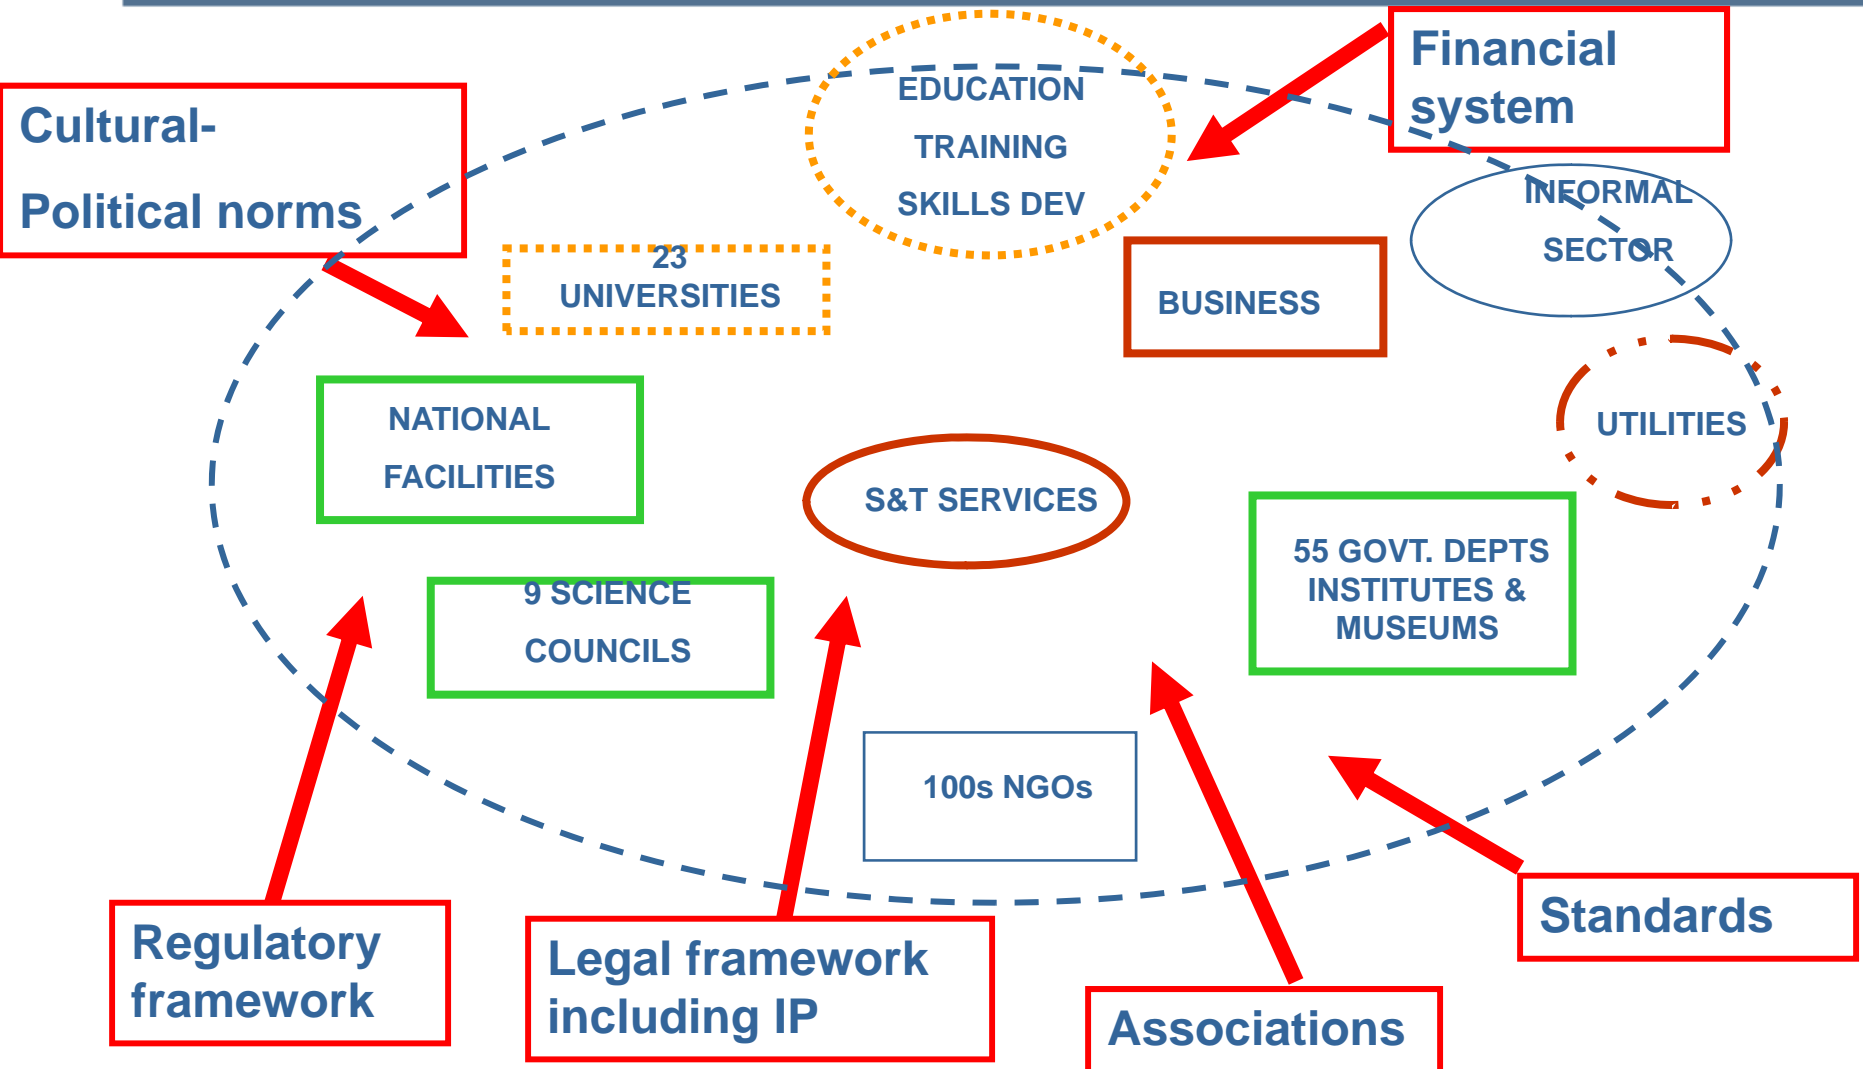 Financial
system
EDUCATION
TRAINING
SKILLS DEV
Cultural-
Political norms
INFORMAL
SECTOR
23
UNIVERSITIES
BUSINESS
UTILITIES
NATIONAL
FACILITIES
S&T SERVICES
55 GOVT. DEPTS
INSTITUTES &
MUSEUMS
9 SCIENCE
COUNCILS
100s NGOs
Standards
Regulatory
framework
Legal framework
including IP
Associations